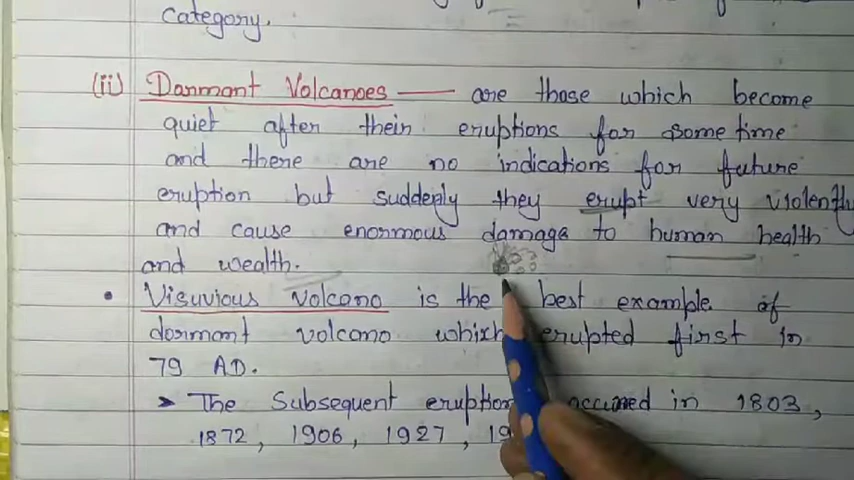 category.
(ii) Dormant Volcanoes — are those which become
quiet after their eruptions for some time
and there are no indications for future
eruption but suddenly they erupt very violently
and cause enormous damage to human health
and wealth.
• Visuvious Volcano is the best example of
dormant volcano which erupted first in
79 AD.
➤ The Subsequent eruption occured in 1803,
1872, 1906, 1927,